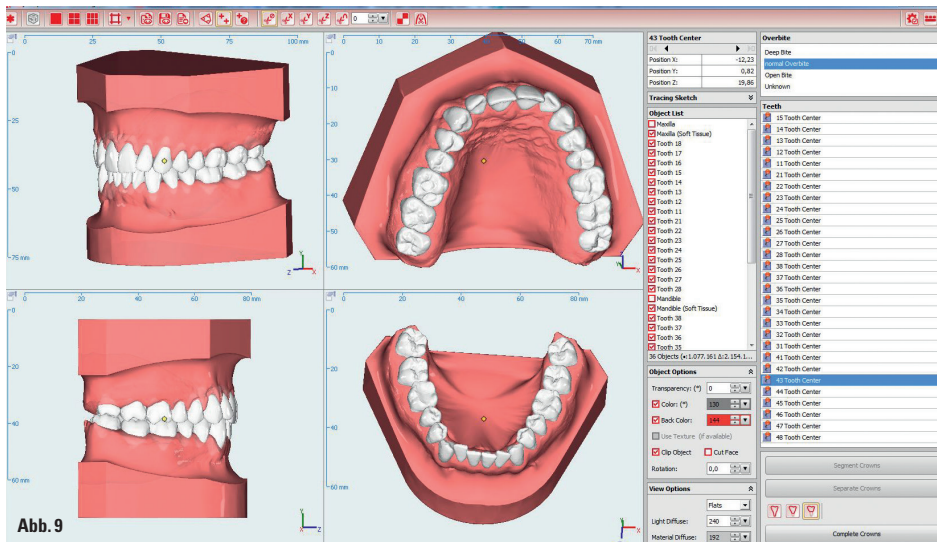 0
0
25
50
75
100 mm
0
25
50
75 mm
0
20
30
40
50
60
70 mm
0
10
20
30
40
50
60 mm
0
20
40
60
80 mm
0
20
40
60 mm
0
20
40
60
80 mm
0
20
40
60 mm
Z
Y
X
X
Y
Z
X
Abb. 9
43 Tooth Center
Position X: -12,23
Position Y: 0,82
Position Z: 19,86
Tracing Sketch
Object List
Maxilla
Maxilla (Soft Tissue)
Tooth 18
Tooth 17
Tooth 16
Tooth 15
Tooth 14
Tooth 13
Tooth 12
Tooth 11
Tooth 21
Tooth 22
Tooth 23
Tooth 24
Tooth 25
Tooth 26
Tooth 27
Tooth 28
Mandible
Mandible (Soft Tissue)
Tooth 38
Tooth 37
Tooth 36
Tooth 35
36 Objects (•:1.077.161 Δ:2.154.1...
Object Options
Transparency: (*) 0
Color: (*) 130
Back Color: 144
Use Texture (if available)
Clip Object Cut Face
Rotation: 0,0
View Options
Flats
Light Diffuse: 240
Material Diffuse: 192
Overbite
Deep Bite
normal Overbite
Open Bite
Unknown
Teeth
15 Tooth Center
14 Tooth Center
13 Tooth Center
12 Tooth Center
11 Tooth Center
21 Tooth Center
22 Tooth Center
23 Tooth Center
24 Tooth Center
25 Tooth Center
26 Tooth Center
27 Tooth Center
28 Tooth Center
38 Tooth Center
37 Tooth Center
36 Tooth Center
35 Tooth Center
34 Tooth Center
33 Tooth Center
32 Tooth Center
31 Tooth Center
41 Tooth Center
42 Tooth Center
43 Tooth Center
44 Tooth Center
45 Tooth Center
46 Tooth Center
47 Tooth Center
48 Tooth Center
Segment Crowns
Separate Crowns
Complete Crowns